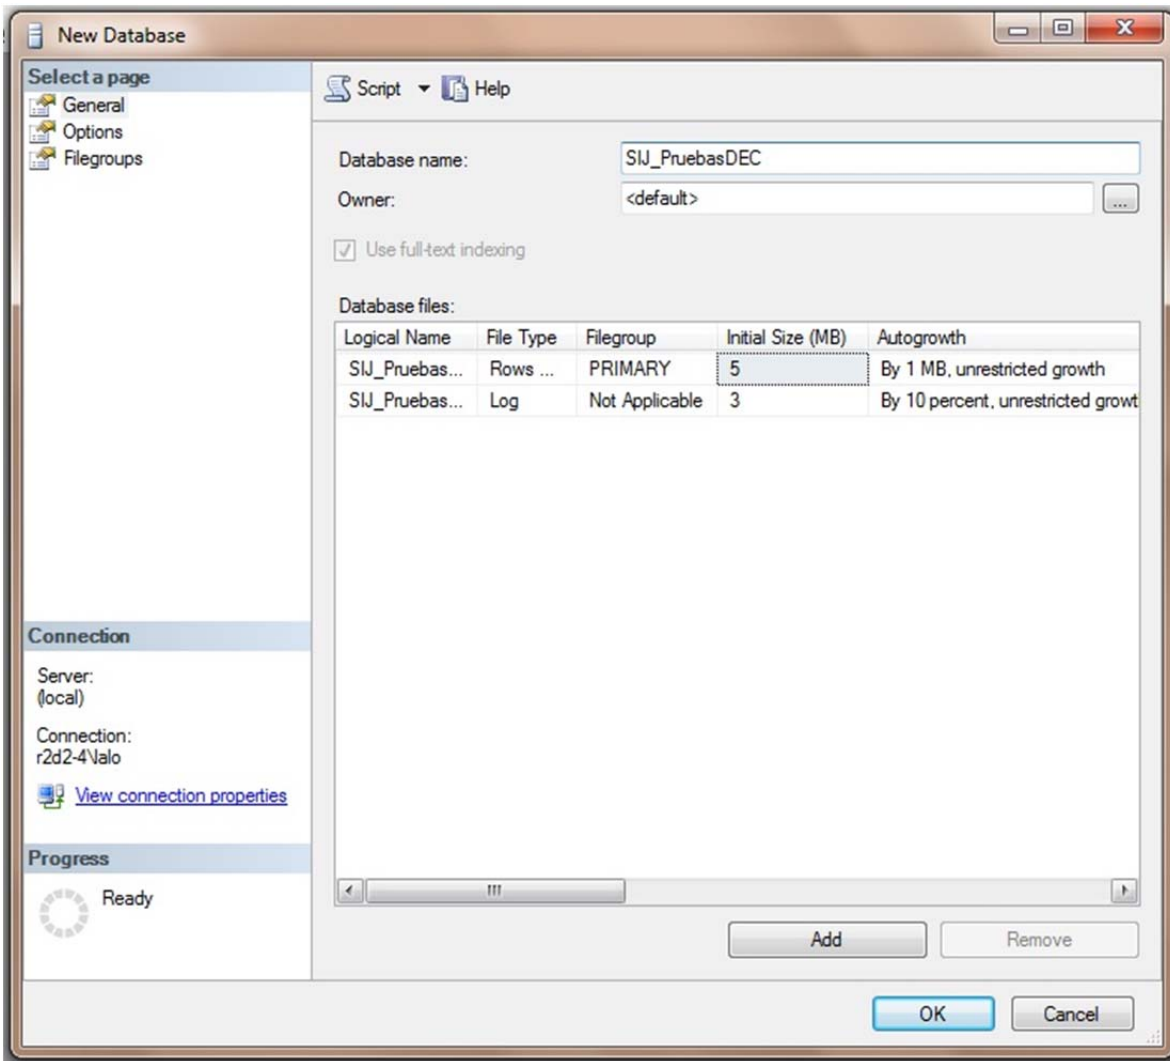 New Database
Select a page
General
Options
Filegroups
Script Help
Database name: SIJ_PruebasDEC
Owner: <default> ...
Use full-text indexing
Database files:
Logical Name File Type Filegroup Initial Size (MB) Autogrowth
SIJ_Pruebas... Rows ... PRIMARY 5 By 1 MB, unrestricted growth
SIJ_Pruebas... Log Not Applicable 3 By 10 percent, unrestricted growt
Connection
Server:
(local)
Connection:
r2d2-4\lalo
View connection properties
Progress
Ready
Add Remove
OK Cancel